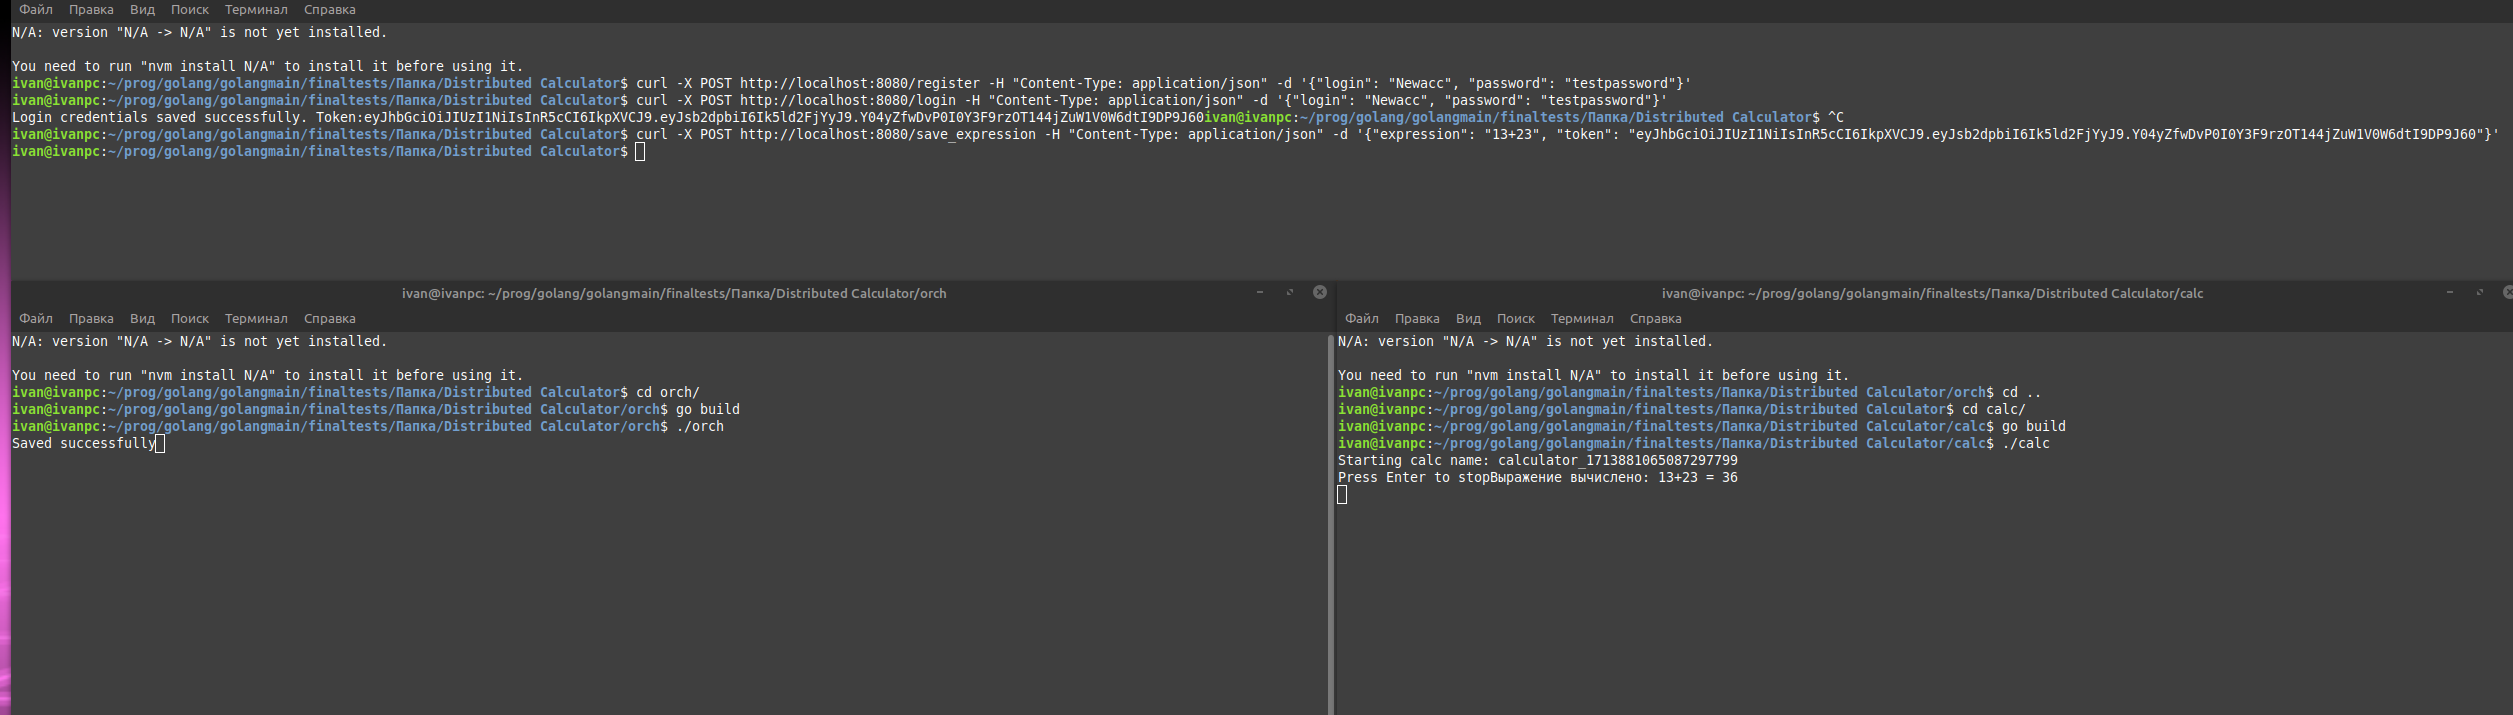 Файл Правка Вид Поиск Терминал Справка
N/A: version "N/A -> N/A" is not yet installed.
You need to run "nvm install N/A" to install it before using it.
ivan@ivanpc:~/prog/golang/golangmain/finaltests/Папка/Distributed Calculator$ curl -X POST http://localhost:8080/register -H "Content-Type: application/json" -d '{"login": "Newacc", "password": "testpassword"}'
ivan@ivanpc:~/prog/golang/golangmain/finaltests/Папка/Distributed Calculator$ curl -X POST http://localhost:8080/login -H "Content-Type: application/json" -d '{"login": "Newacc", "password": "testpassword"}'
Login credentials saved successfully. Token:eyJhbGciOiJIUzI1NiIsInR5cCI6IkpXVCJ9.eyJsb2dpbiI6Ik5ld2FjYyJ9.Y04yZfwDvP0I0Y3F9rzOT144jZuW1V0W6dtI9DP9J60ivan@ivanpc:~/prog/golang/golangmain/finaltests/Папка/Distributed Calculator$ ^C
ivan@ivanpc:~/prog/golang/golangmain/finaltests/Папка/Distributed Calculator$ curl -X POST http://localhost:8080/save_expression -H "Content-Type: application/json" -d '{"expression": "13+23", "token": "eyJhbGciOiJIUzI1NiIsInR5cCI6IkpXVCJ9.eyJsb2dpbiI6Ik5ld2FjYyJ9.Y04yZfwDvP0I0Y3F9rzOT144jZuW1V0W6dtI9DP9J60"}'
ivan@ivanpc:~/prog/golang/golangmain/finaltests/Папка/Distributed Calculator$
ivan@ivanpc: ~/prog/golang/golangmain/finaltests/Папка/Distributed Calculator/orch
Файл Правка Вид Поиск Терминал Справка
N/A: version "N/A -> N/A" is not yet installed.
You need to run "nvm install N/A" to install it before using it.
ivan@ivanpc:~/prog/golang/golangmain/finaltests/Папка/Distributed Calculator$ cd orch/
ivan@ivanpc:~/prog/golang/golangmain/finaltests/Папка/Distributed Calculator/orch$ go build
ivan@ivanpc:~/prog/golang/golangmain/finaltests/Папка/Distributed Calculator/orch$ ./orch
Saved successfully
ivan@ivanpc: ~/prog/golang/golangmain/finaltests/Папка/Distributed Calculator/calc
Файл Правка Вид Поиск Терминал Справка
N/A: version "N/A -> N/A" is not yet installed.
You need to run "nvm install N/A" to install it before using it.
ivan@ivanpc:~/prog/golang/golangmain/finaltests/Папка/Distributed Calculator/orch$ cd ..
ivan@ivanpc:~/prog/golang/golangmain/finaltests/Папка/Distributed Calculator$ cd calc/
ivan@ivanpc:~/prog/golang/golangmain/finaltests/Папка/Distributed Calculator/calc$ go build
ivan@ivanpc:~/prog/golang/golangmain/finaltests/Папка/Distributed Calculator/calc$ ./calc
Starting calc name: calculator_1713881065087297799
Press Enter to stopВыражение вычислено: 13+23 = 36